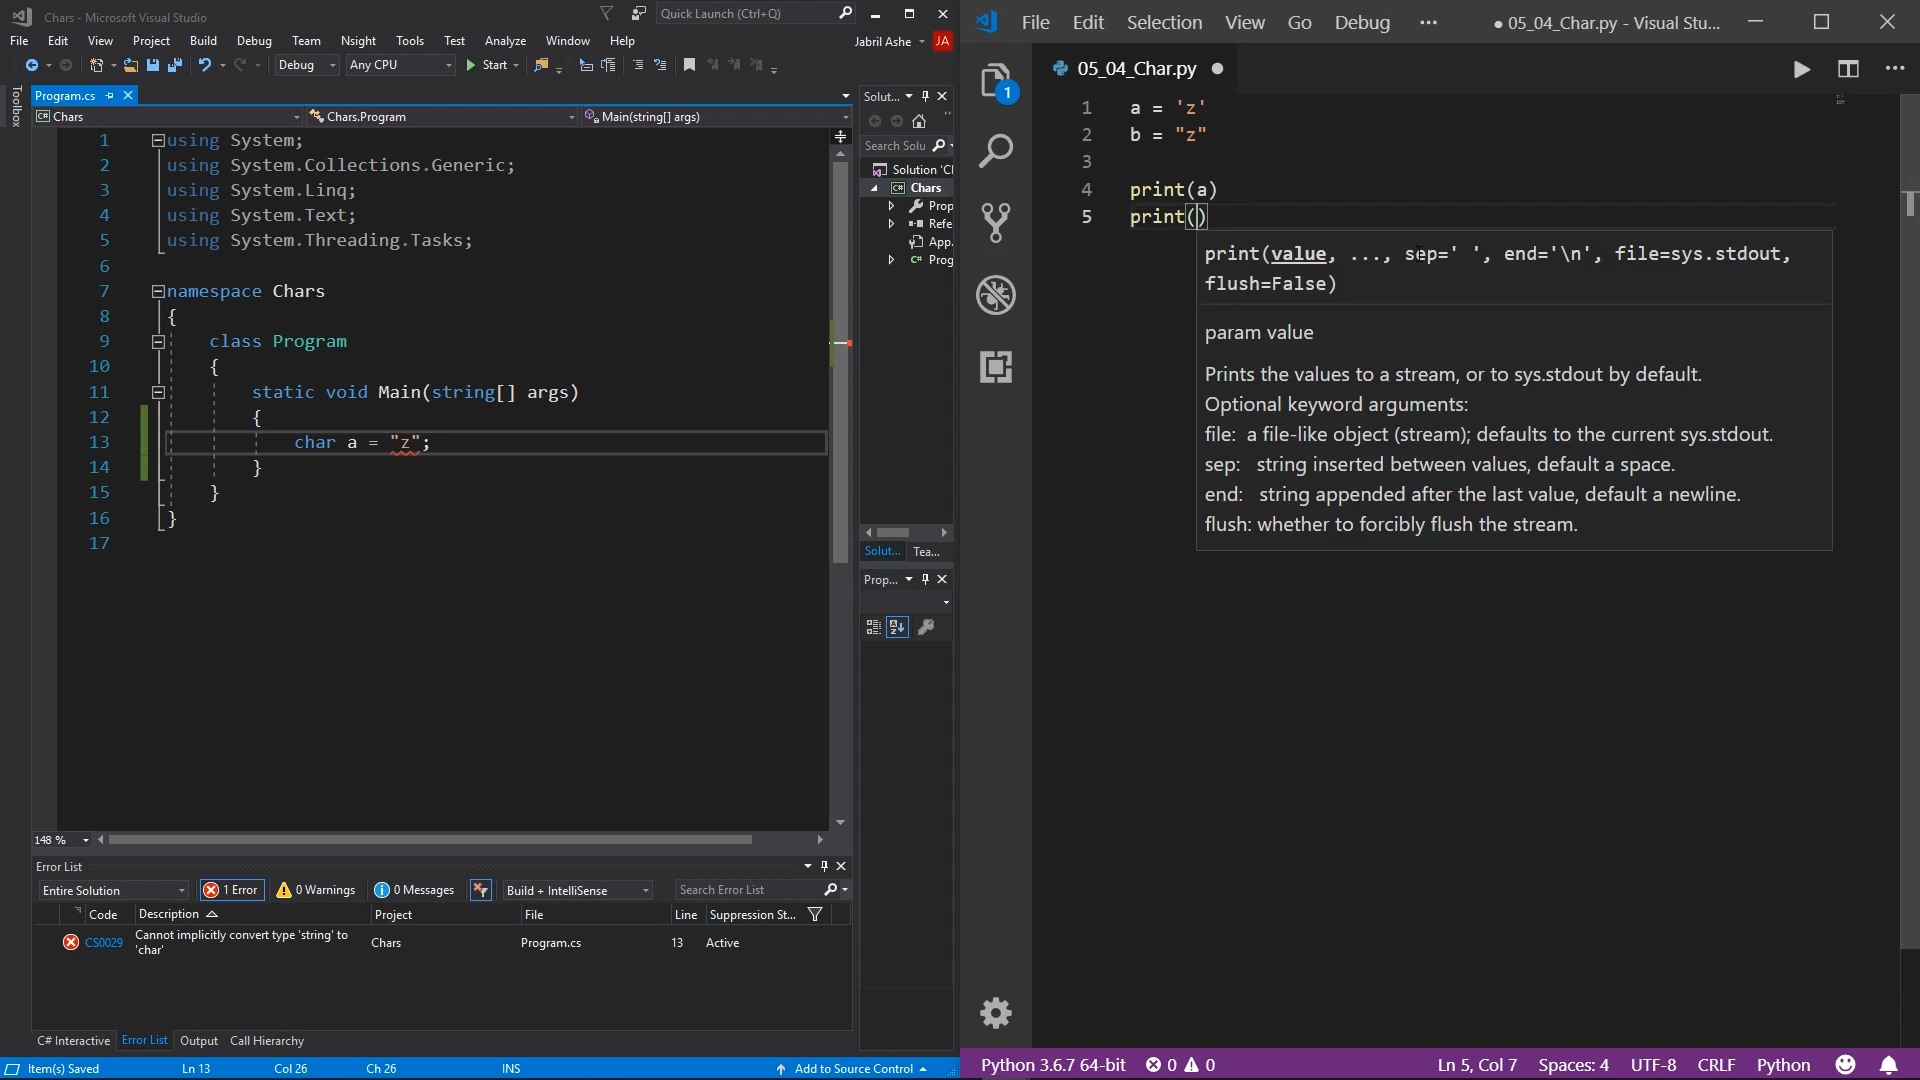 Chars - Microsoft Visual Studio
Quick Launch (Ctrl+Q)
File Edit View Project Build Debug Team Nsight Tools Test Analyze Window Help
Jabril Ashe JA
Debug Any CPU Start
Toolbox
Program.cs
Chars Chars.Program Main(string[] args)
1 using System;
2 using System.Collections.Generic;
3 using System.Linq;
4 using System.Text;
5 using System.Threading.Tasks;
6
7 namespace Chars
8 {
9 class Program
10 {
11 static void Main(string[] args)
12 {
13 char a = "z";
14 }
15 }
16 }
17
148 %
Solut...
Search Solu
Solution 'Cl
C# Chars
Prop
Refe
App.
C# Prog
Solut... Tea...
Prop...
Error List
Entire Solution 1 Error 0 Warnings 0 Messages Build + IntelliSense Search Error List
Code Description Project File Line Suppression St...
CS0029 Cannot implicitly convert type 'string' to 'char' Chars Program.cs 13 Active
C# Interactive Error List Output Call Hierarchy
Item(s) Saved Ln 13 Col 26 Ch 26 INS Add to Source Control
File Edit Selection View Go Debug ... ● 05_04_Char.py - Visual Stu...
05_04_Char.py ●
1
1 a = 'z'
2 b = "z"
3
4 print(a)
5 print()
print(value, ..., sep=' ', end='\n', file=sys.stdout,
flush=False)
param value
Prints the values to a stream, or to sys.stdout by default.
Optional keyword arguments:
file: a file-like object (stream); defaults to the current sys.stdout.
sep: string inserted between values, default a space.
end: string appended after the last value, default a newline.
flush: whether to forcibly flush the stream.
Python 3.6.7 64-bit 0 0 Ln 5, Col 7 Spaces: 4 UTF-8 CRLF Python